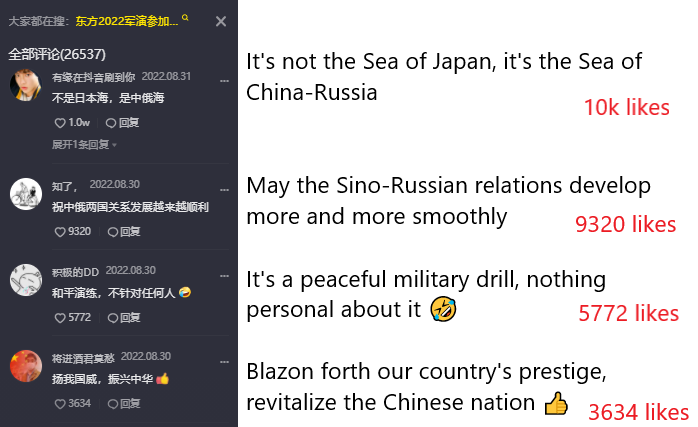 大家都在搜：东方2022军演参加...
全部评论(26537)
有缘在抖音刷到你 2022.08.31
不是日本海，是中俄海
1.0w 回复
展开1条回复
It's not the Sea of Japan, it's the Sea of
China-Russia
10k likes
知了， 2022.08.30
祝中俄两国关系发展越来越顺利
9320 回复
May the Sino-Russian relations develop
more and more smoothly
9320 likes
积极的DD 2022.08.30
和平演练，不针对任何人 🤣
5772 回复
It's a peaceful military drill, nothing
personal about it 🤣
5772 likes
将进酒君莫愁 2022.08.30
扬我国威，振兴中华 👍
3634 回复
Blazon forth our country's prestige,
revitalize the Chinese nation 👍
3634 likes